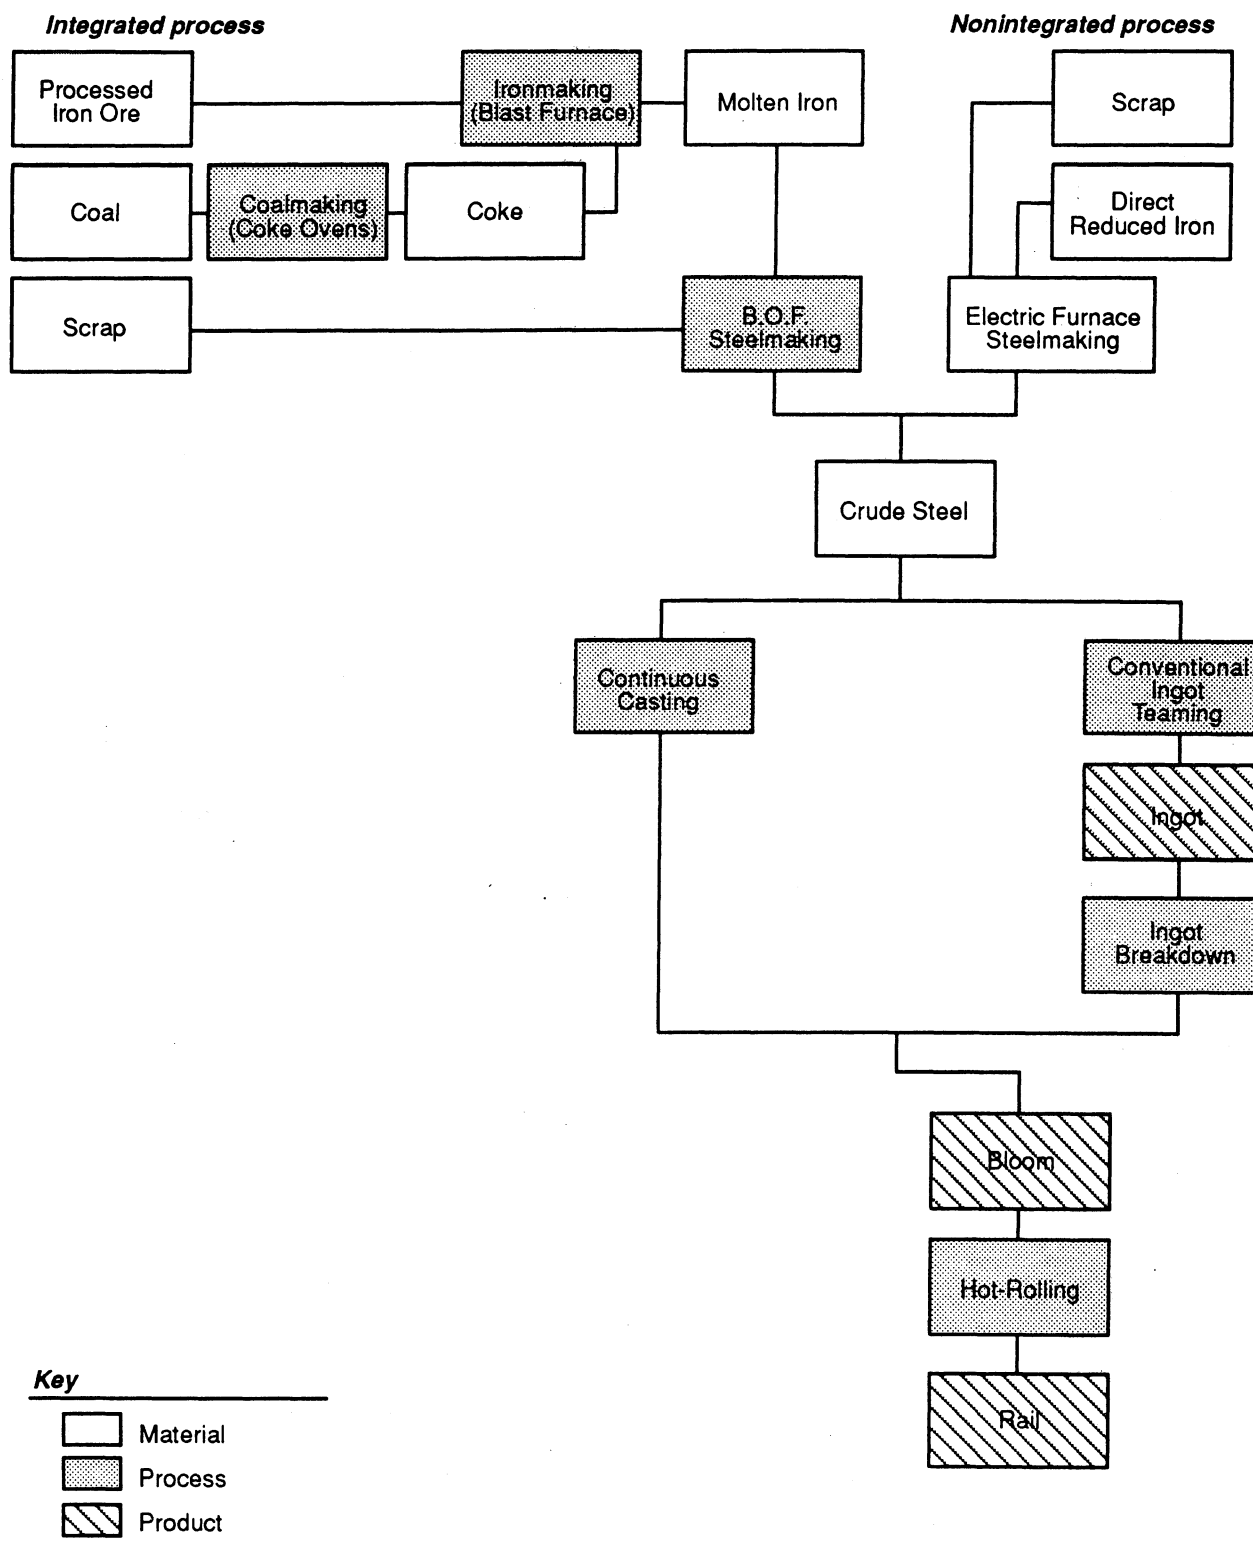 Integrated process
Nonintegrated process
Processed
Iron Ore
Ironmaking
(Blast Furnace)
Molten Iron
Scrap
Coal
Coalmaking
(Coke Ovens)
Coke
Direct
Reduced Iron
Scrap
B.O.F
Steelmaking
Electric Furnace
Steelmaking
Crude Steel
Continuous
Casting
Conventional
Ingot
Teaming
Ingot
Ingot
Breakdown
Bloom
Hot-Rolling
Rail
Key
Material
Process
Product